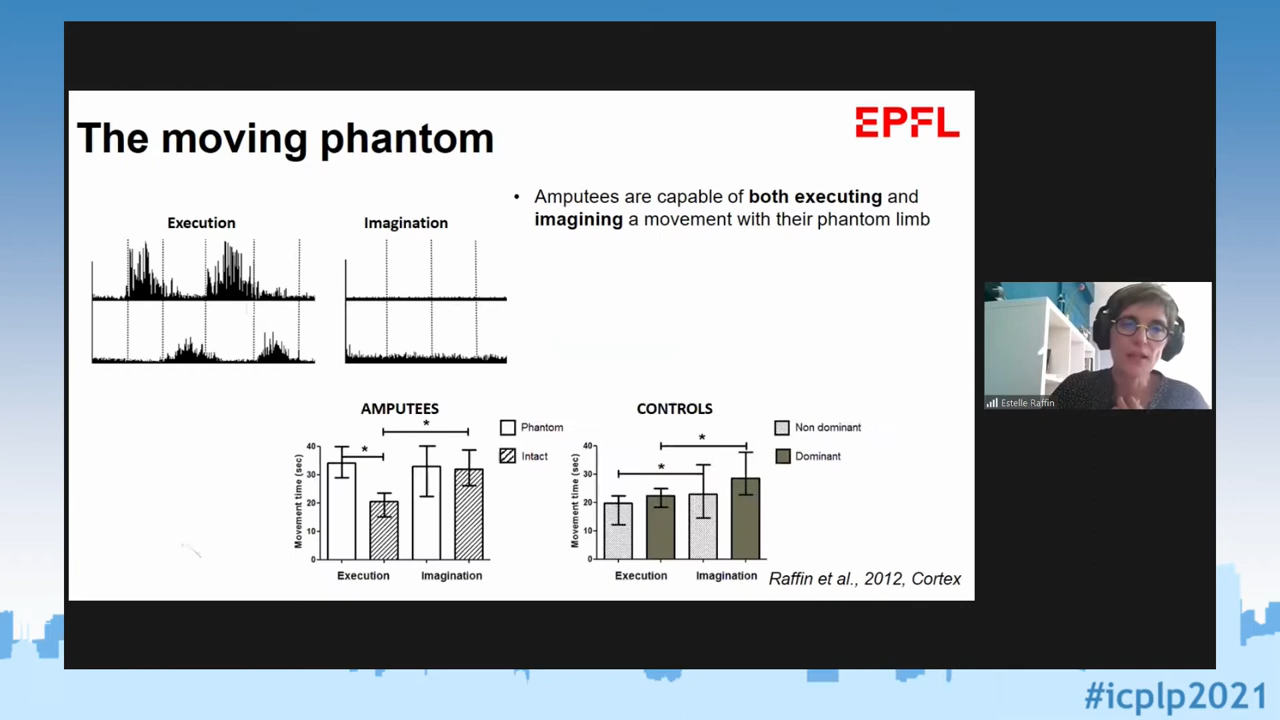 The moving phantom
EPFL
• Amputees are capable of both executing and
imagining a movement with their phantom limb
Execution
Imagination
AMPUTEES
Phantom
Intact
*
*
Movement time (sec)
40
30
20
10
0
Execution
Imagination
CONTROLS
Non dominant
Dominant
*
*
Movement time (sec)
40
30
20
10
0
Execution
Imagination
Raffin et al., 2012, Cortex
Estelle Raffin
#icplp2021